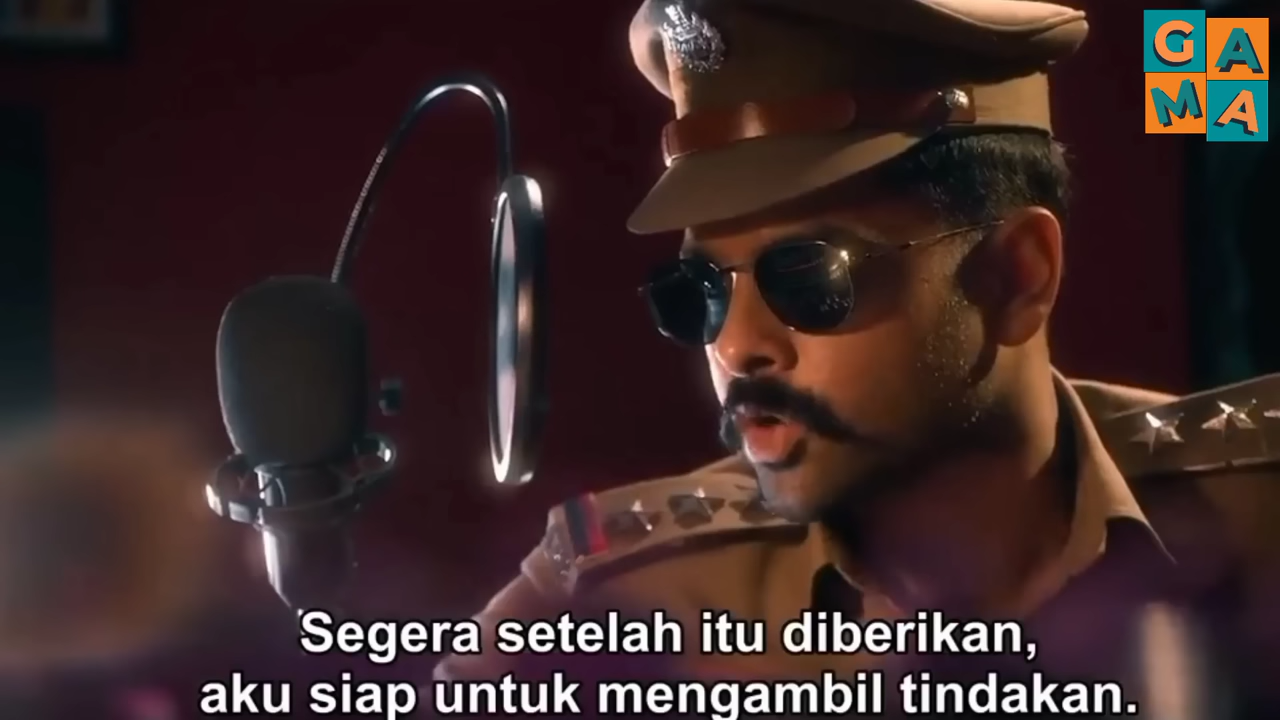 GA
MA
Segera setelah itu diberikan,
aku siap untuk mengambil tindakan.